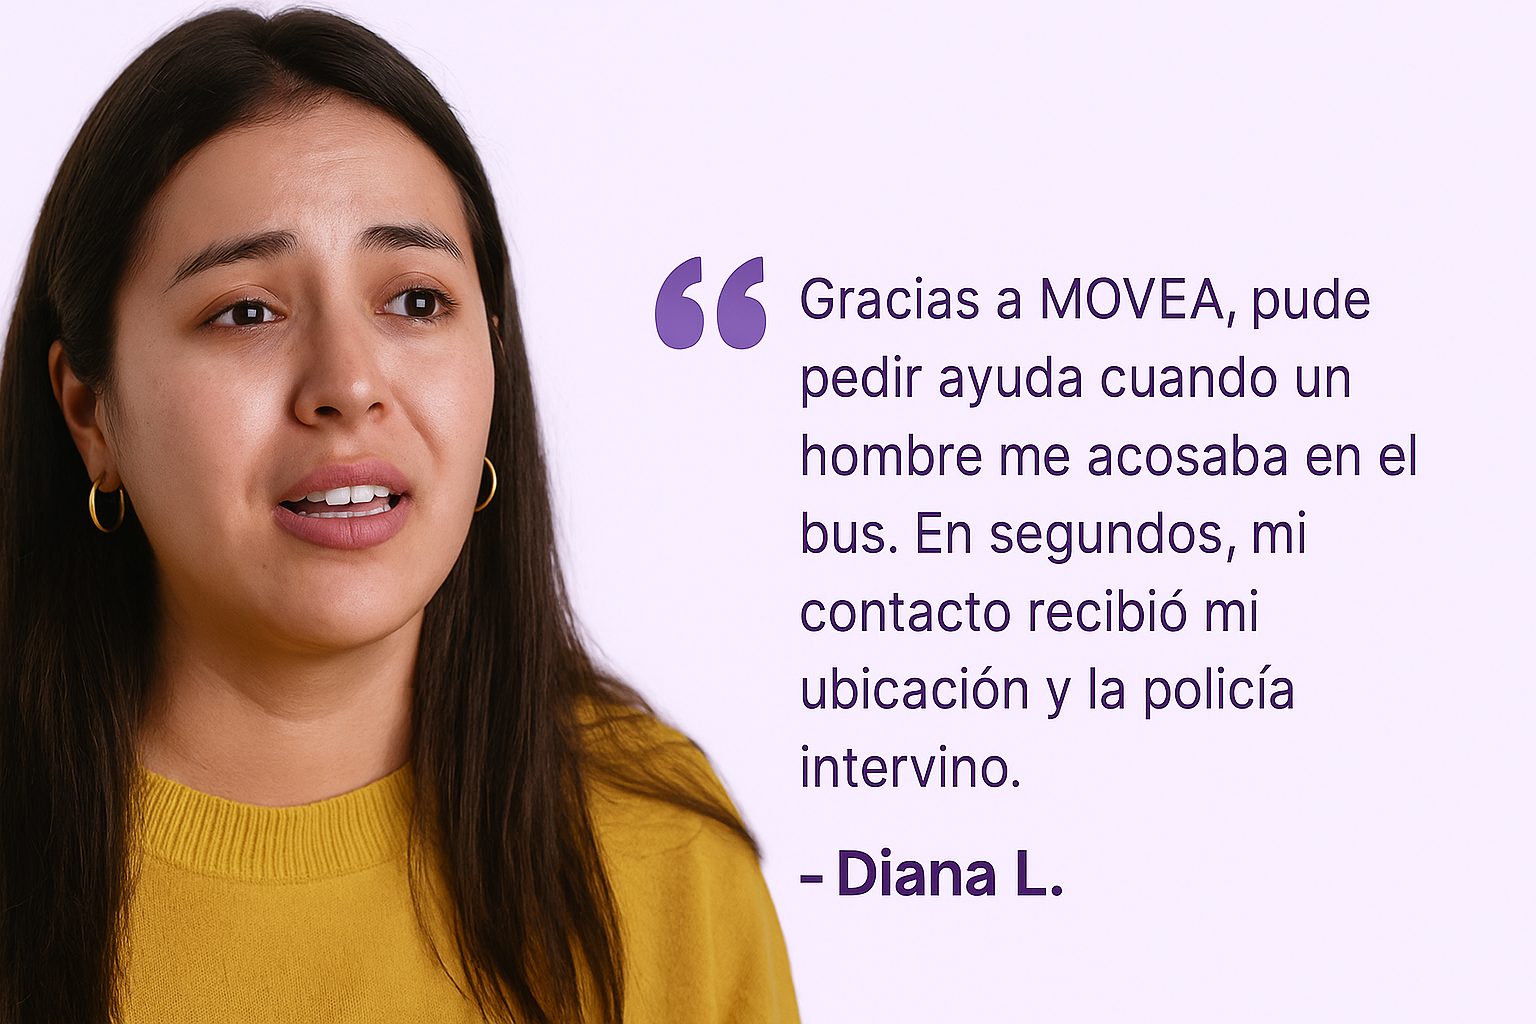 “
Gracias a MOVEA, pude
pedir ayuda cuando un
hombre me acosaba en el
bus. En segundos, mi
contacto recibió mi
ubicación y la policía
intervino.
- Diana L.